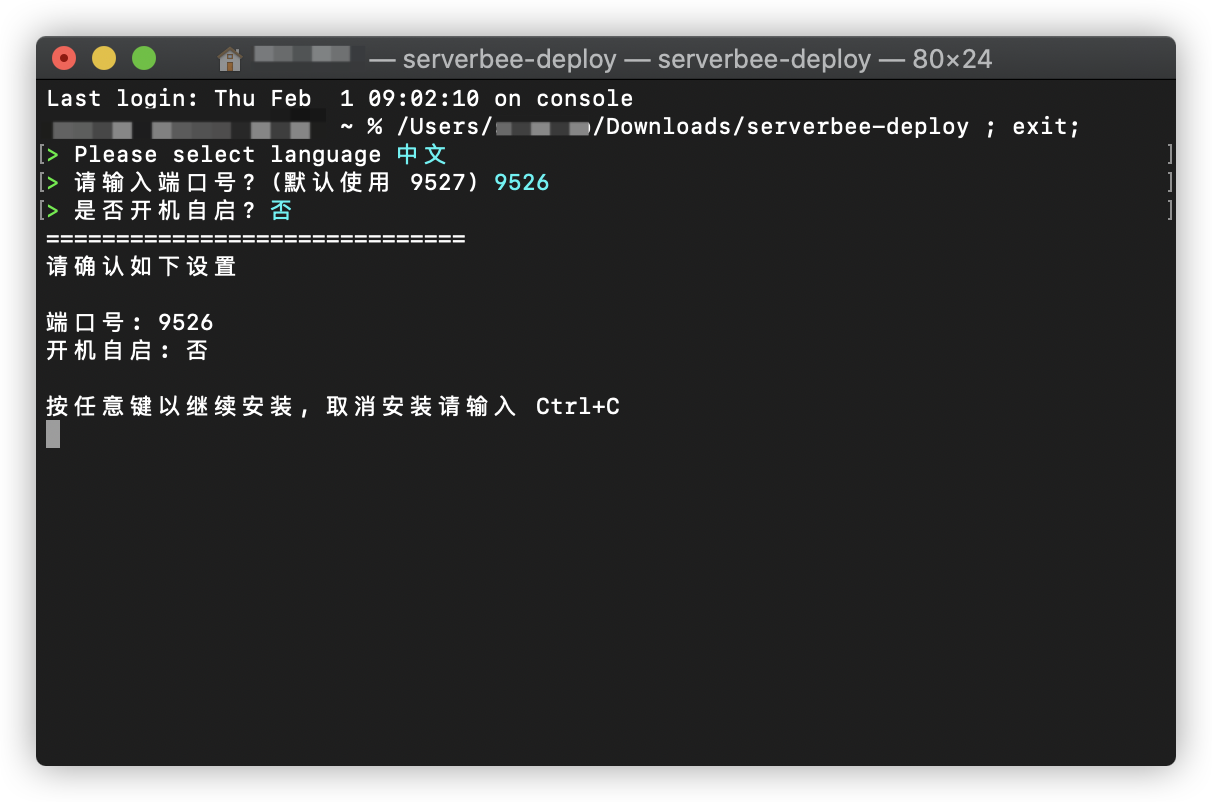 — serverbee-deploy — serverbee-deploy — 80×24
Last login: Thu Feb  1 09:02:10 on console
~ % /Users/ /Downloads/serverbee-deploy ; exit;
[> Please select language 中文 ]
[> 请输入端口号？(默认使用 9527) 9526 ]
[> 是否开机自启？否 ]
==============================
请确认如下设置
端口号: 9526
开机自启: 否
按任意键以继续安装, 取消安装请输入 Ctrl+C